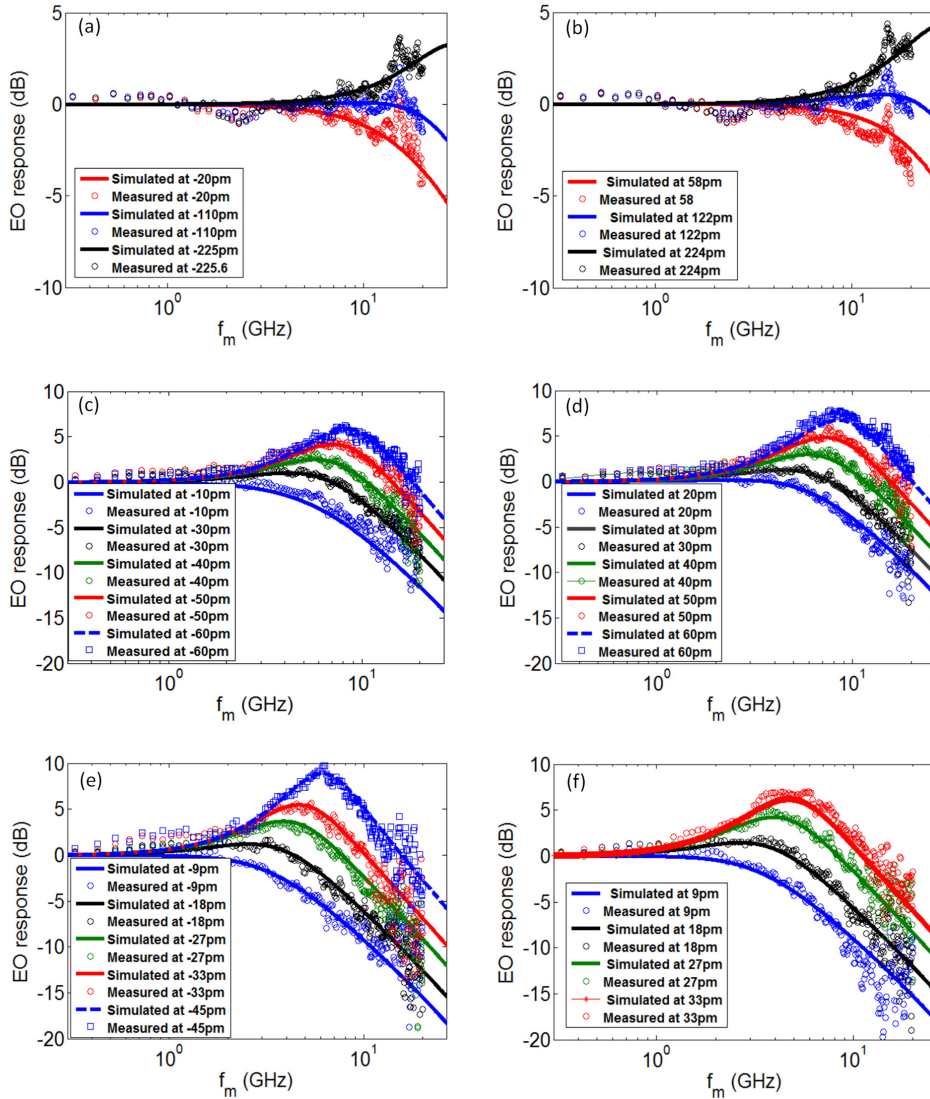 (a)
5
0
-5
-10
EO response (dB)
Simulated at -20pm
Measured at -20pm
Simulated at -110pm
Measured at -110pm
Simulated at -225pm
Measured at -225.6
10^0
10^1
f_m (GHz)
(b)
5
0
-5
-10
EO response (dB)
Simulated at 58pm
Measured at 58
Simulated at 122pm
Measured at 122pm
Simulated at 224pm
Measured at 224pm
10^0
10^1
f_m (GHz)
(c)
10
5
0
-5
-10
-15
-20
EO response (dB)
Simulated at -10pm
Measured at -10pm
Simulated at -30pm
Measured at -30pm
Simulated at -40pm
Measured at -40pm
Simulated at -50pm
Measured at -50pm
Simulated at -60pm
Measured at -60pm
10^0
10^1
f_m (GHz)
(d)
10
5
0
-5
-10
-15
-20
EO response (dB)
Simulated at 20pm
Measured at 20pm
Simulated at 30pm
Measured at 30pm
Simulated at 40pm
Measured at 40pm
Simulated at 50pm
Measured at 50pm
Simulated at 60pm
Measured at 60pm
10^0
10^1
f_m (GHz)
(e)
10
5
0
-5
-10
-15
-20
EO response (dB)
Simulated at -9pm
Measured at -9pm
Simulated at -18pm
Measured at -18pm
Simulated at -27pm
Measured at -27pm
Simulated at -33pm
Measured at -33pm
Simulated at -45pm
Measured at -45pm
10^0
10^1
f_m (GHz)
(f)
10
5
0
-5
-10
-15
-20
EO response (dB)
Simulated at 9pm
Measured at 9pm
Simulated at 18pm
Measured at 18pm
Simulated at 27pm
Measured at 27pm
Simulated at 33pm
Measured at 33pm
10^0
10^1
f_m (GHz)